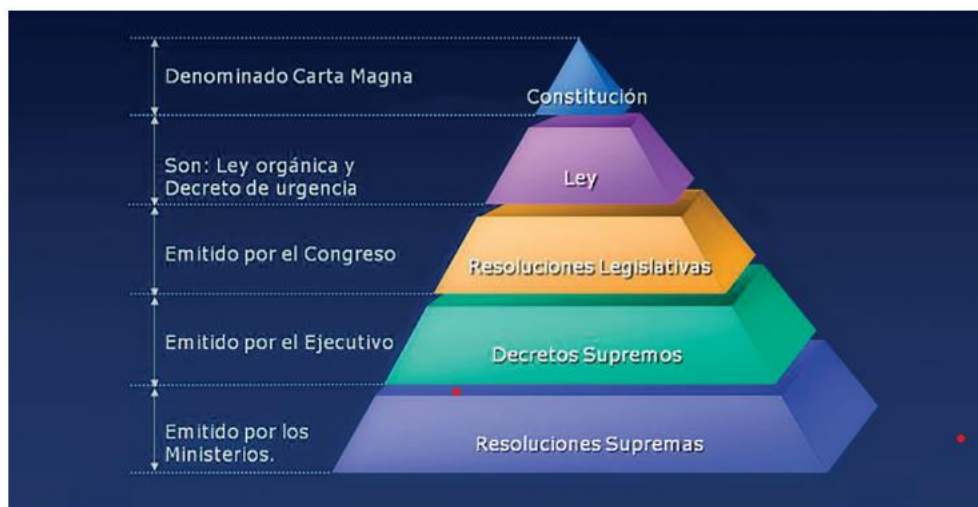 Denominado Carta Magna
Constitución
Son: Ley orgánica y
Decreto de urgencia
Ley
Emitido por el Congreso
Resoluciones Legislativas
Emitido por el Ejecutivo
Decretos Supremos
Emitido por los
Ministerios.
Resoluciones Supremas